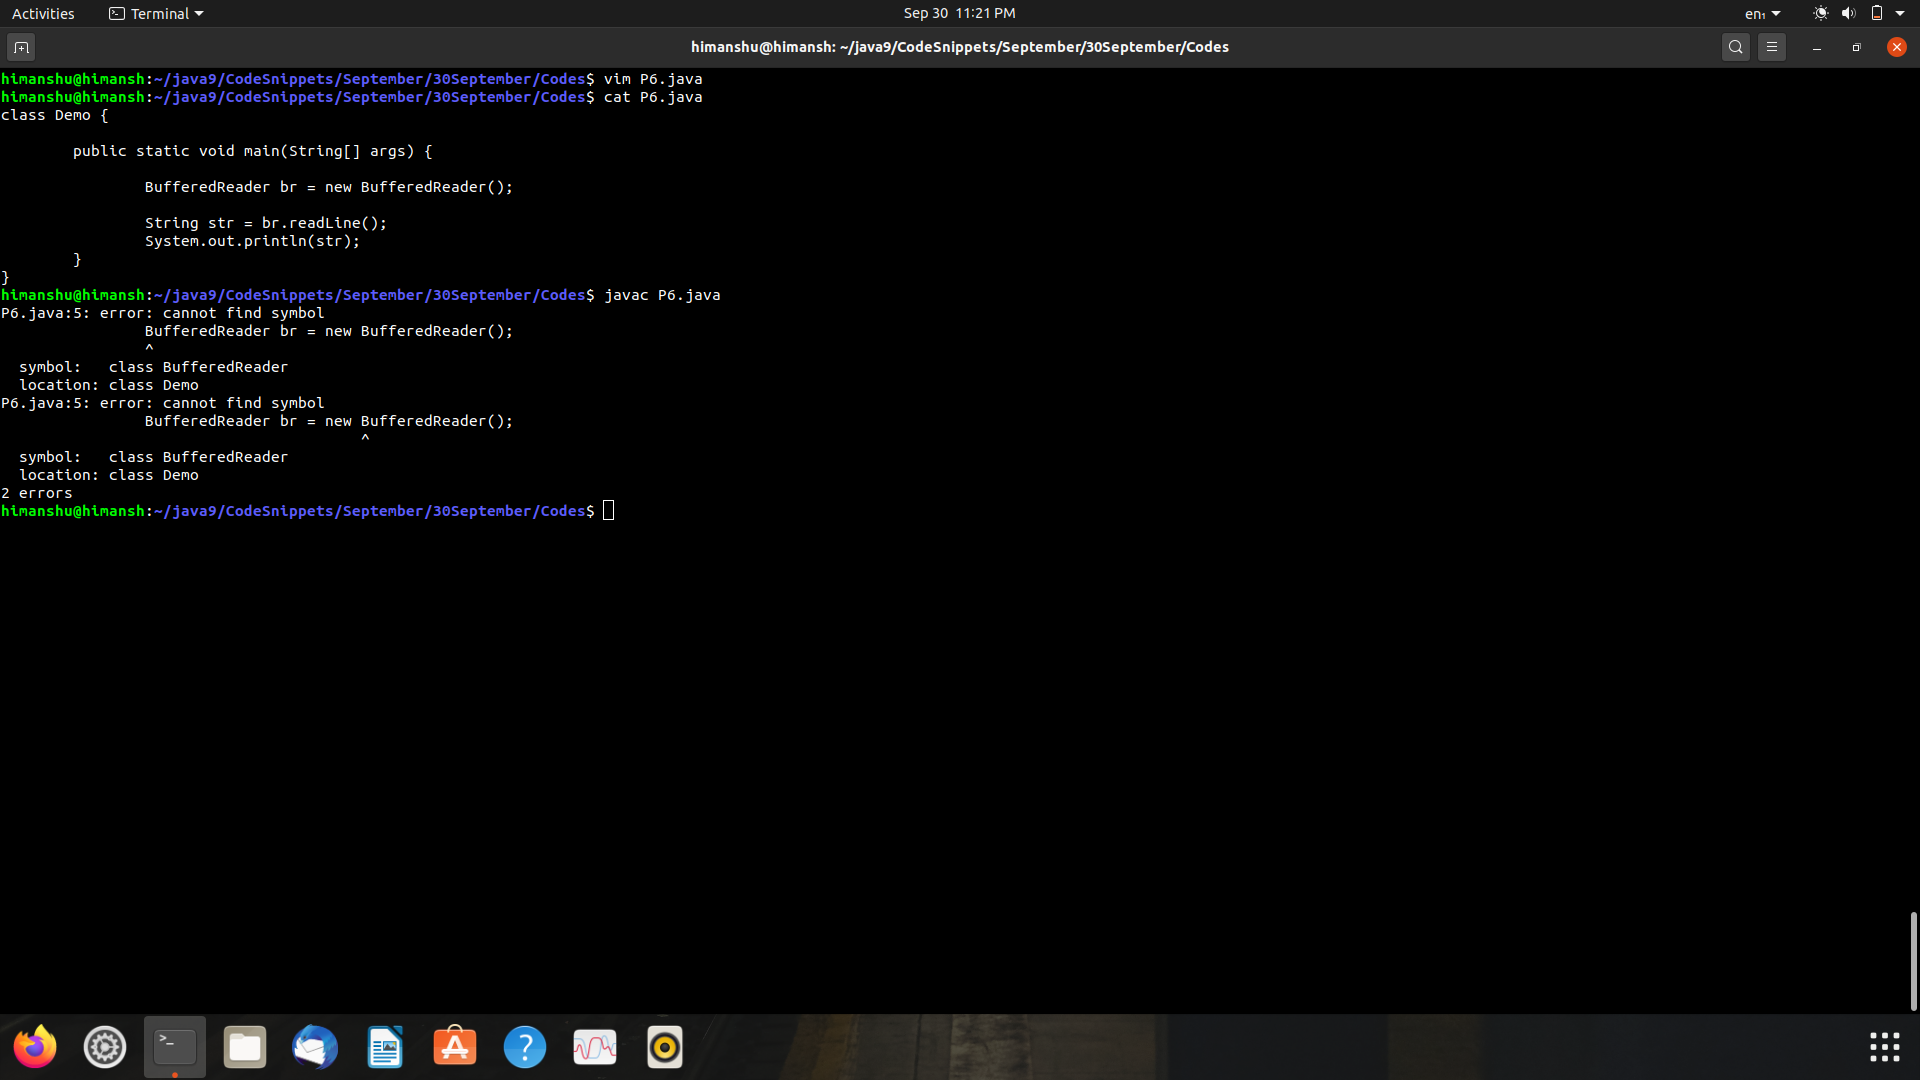 Activities Terminal Sep 30 11:21 PM en₁
himanshu@himansh: ~/java9/CodeSnippets/September/30September/Codes
himanshu@himansh:~/java9/CodeSnippets/September/30September/Codes$ vim P6.java
himanshu@himansh:~/java9/CodeSnippets/September/30September/Codes$ cat P6.java
class Demo {
        public static void main(String[] args) {
                BufferedReader br = new BufferedReader();
                String str = br.readLine();
                System.out.println(str);
        }
}
himanshu@himansh:~/java9/CodeSnippets/September/30September/Codes$ javac P6.java
P6.java:5: error: cannot find symbol
                BufferedReader br = new BufferedReader();
                ^
  symbol:   class BufferedReader
  location: class Demo
P6.java:5: error: cannot find symbol
                BufferedReader br = new BufferedReader();
                                        ^
  symbol:   class BufferedReader
  location: class Demo
2 errors
himanshu@himansh:~/java9/CodeSnippets/September/30September/Codes$